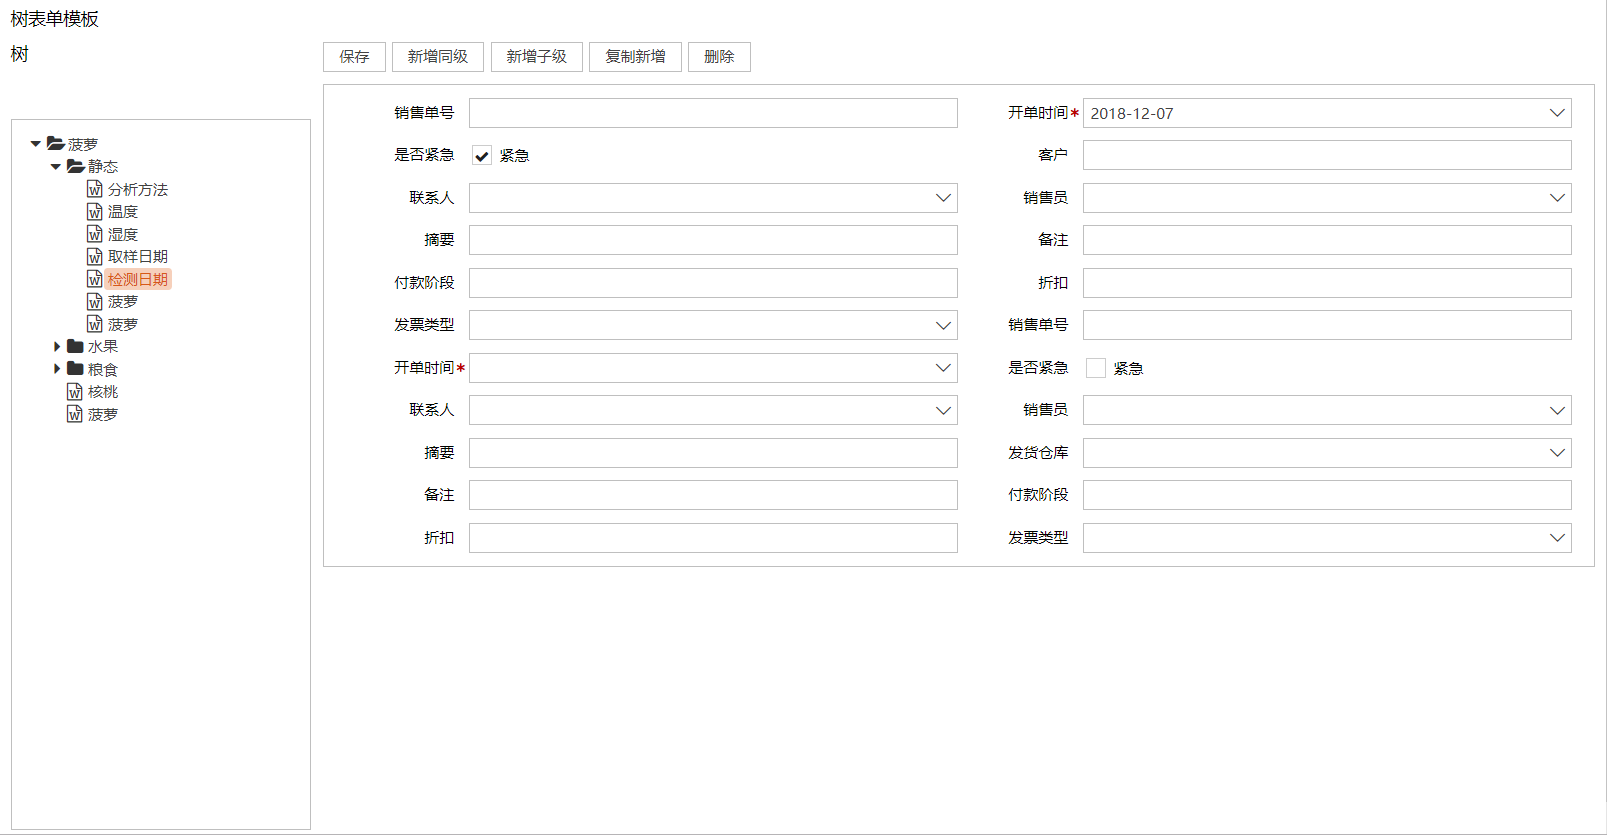 树表单模板
树
保存 新增同级 新增子级 复制新增 删除
菠萝
静态
分析方法
温度
湿度
取样日期
检测日期
菠萝
菠萝
水果
粮食
核桃
菠萝
销售单号 开单时间* 2018-12-07
是否紧急 紧急 客户
联系人 销售员
摘要 备注
付款阶段 折扣
发票类型 销售单号
开单时间* 是否紧急 紧急
联系人 销售员
摘要 发货仓库
备注 付款阶段
折扣 发票类型